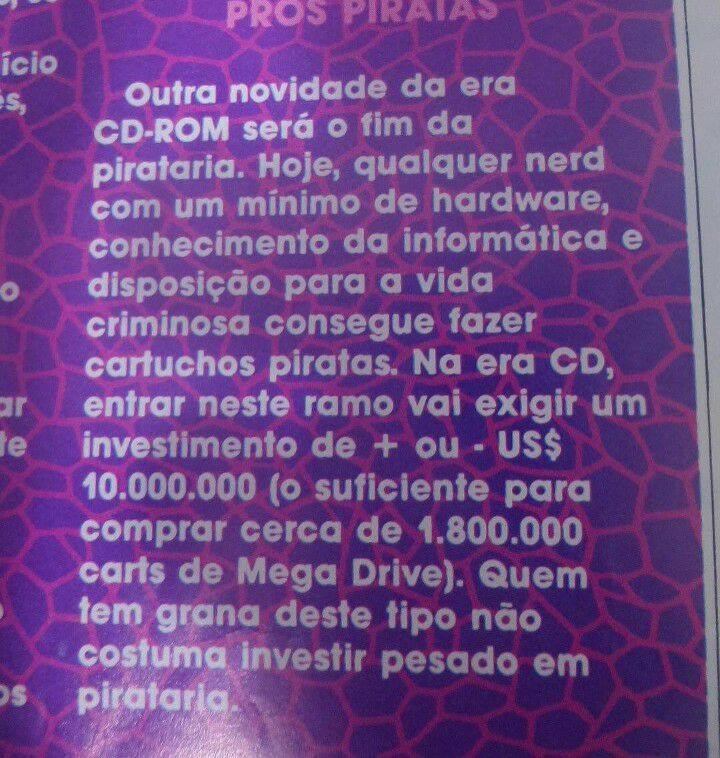 PROS PIRATAS
ício
és,
Outra novidade da era
CD-ROM será o fim da
pirataria. Hoje, qualquer nerd
com um mínimo de hardware,
conhecimento da informática e
disposição para a vida
criminosa consegue fazer
cartuchos piratas. Na era CD,
entrar neste ramo vai exigir um
investimento de + ou - US$
10.000.000 (o suficiente para
comprar cerca de 1.800.000
carts de Mega Drive). Quem
tem grana deste tipo não
costuma investir pesado em
pirataria.
o
ar
te
os